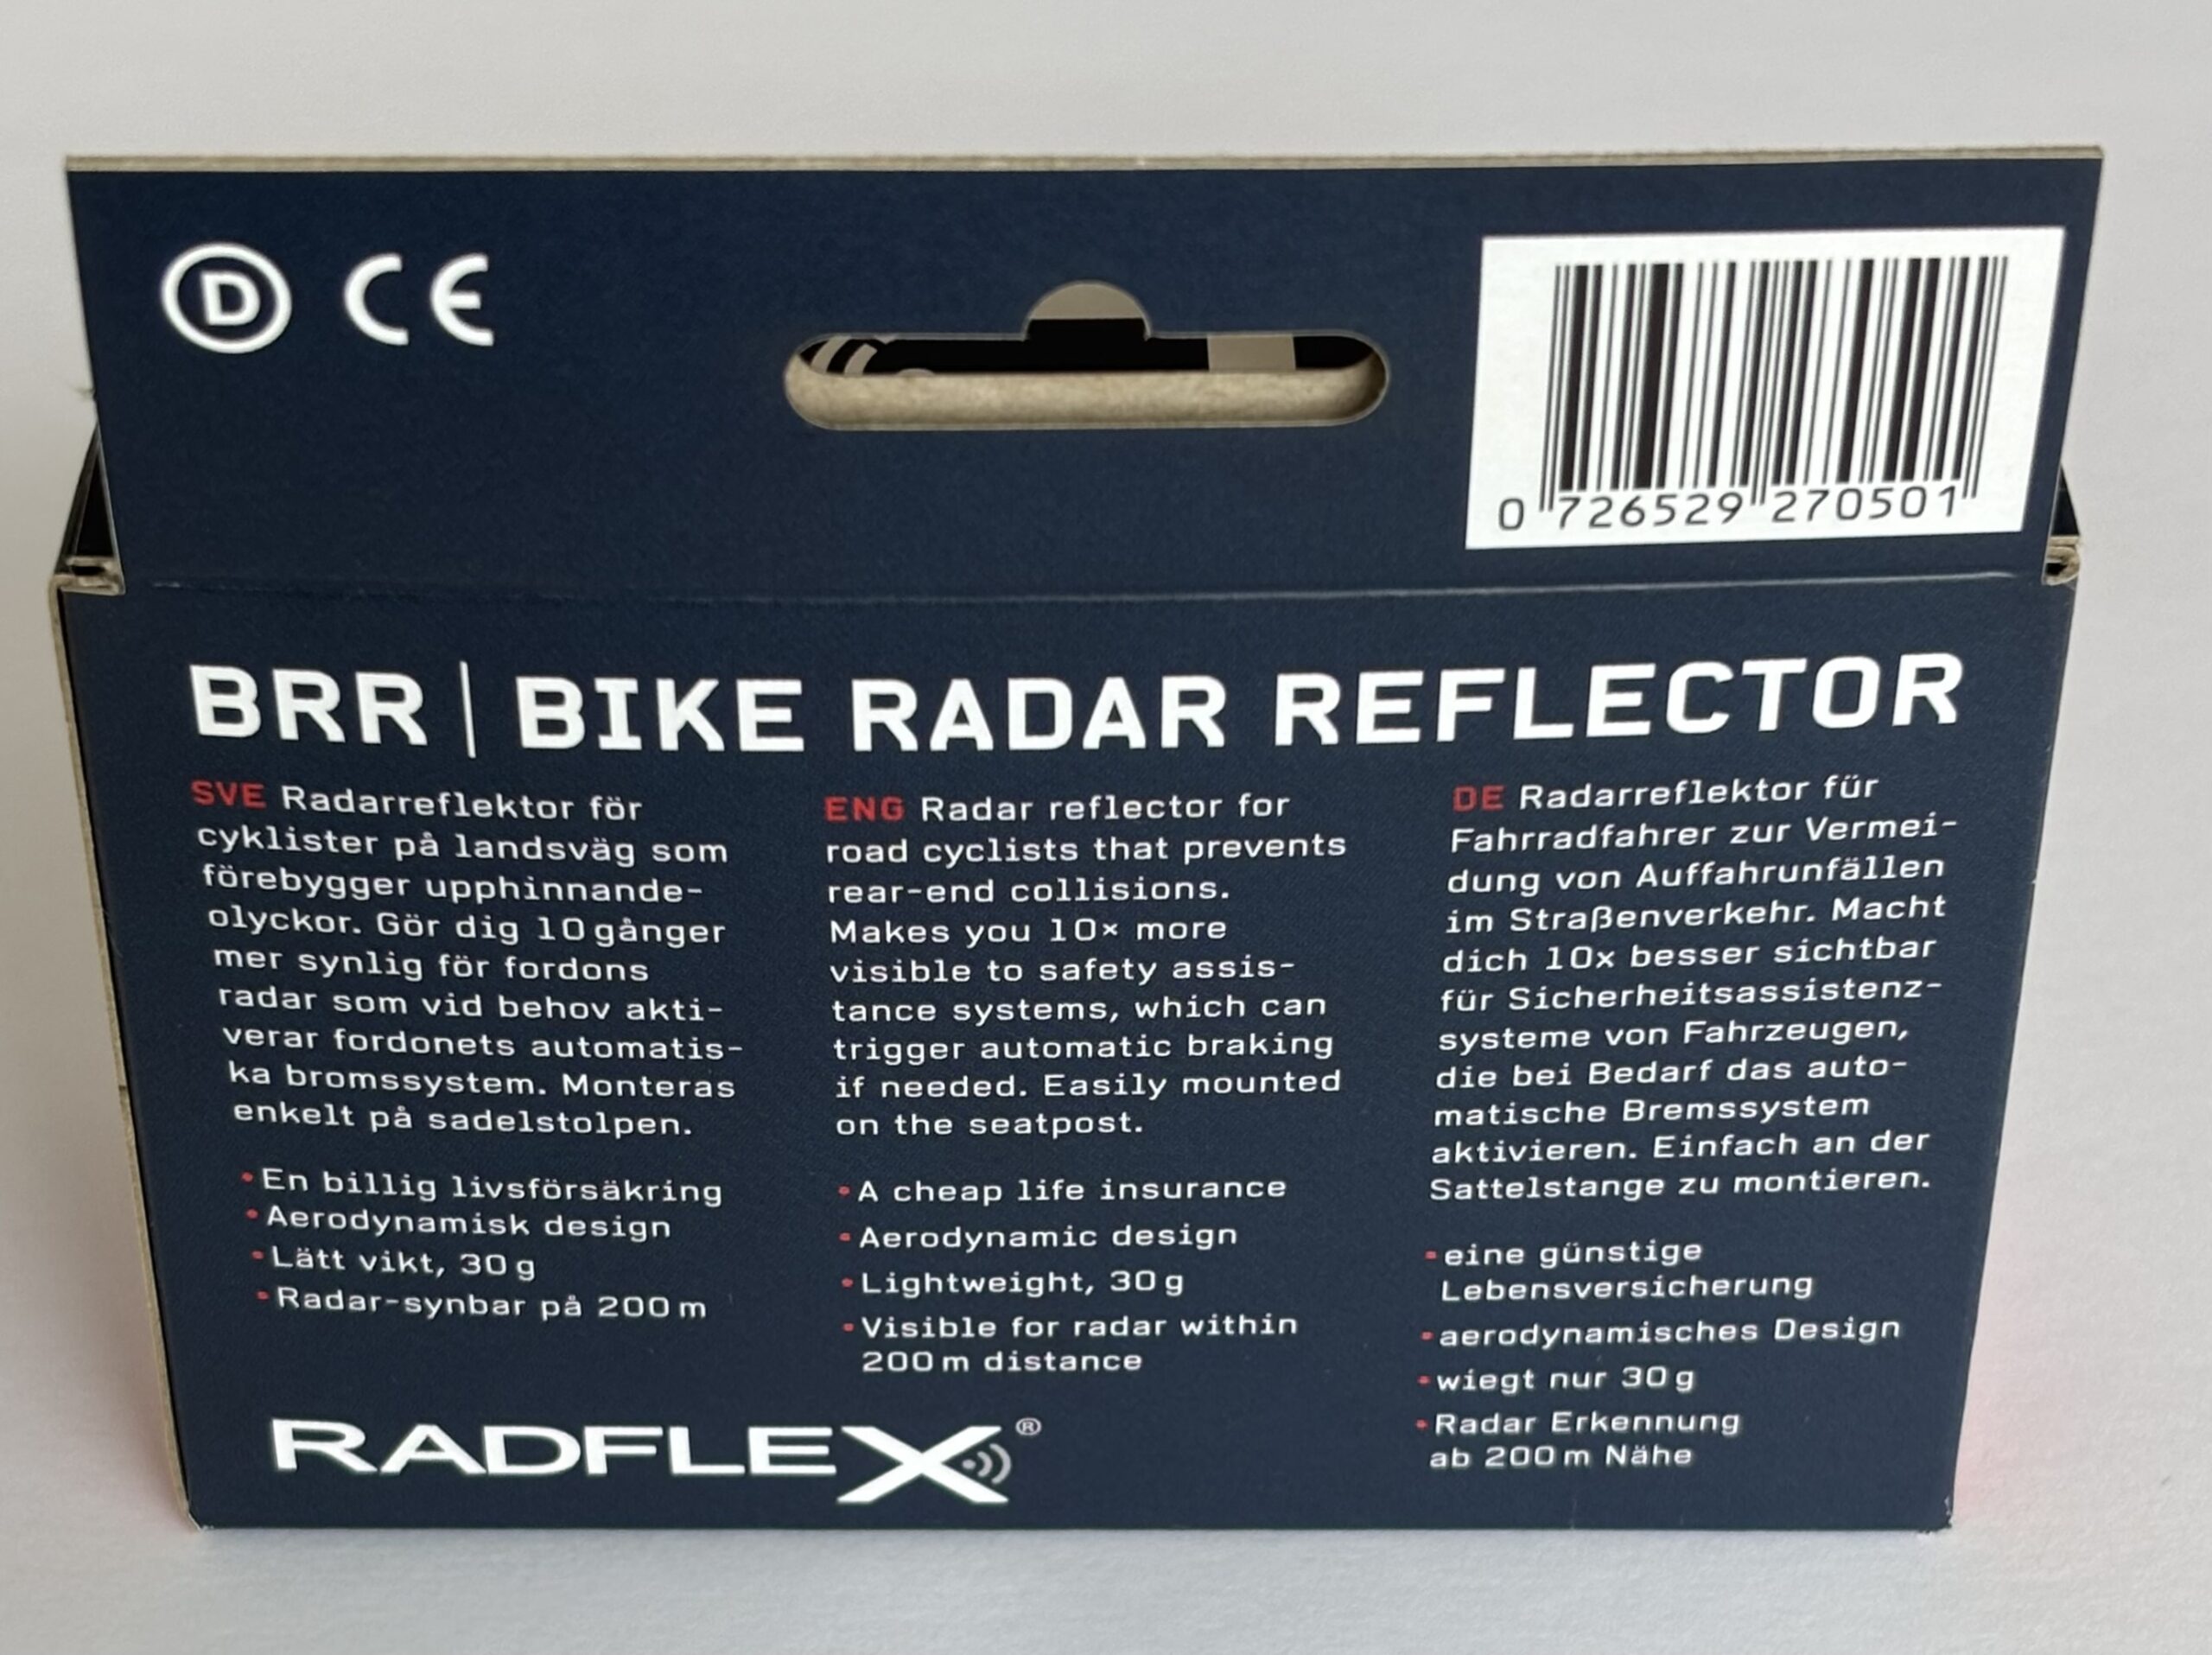 D CE
0 726529 270501
BRR | BIKE RADAR REFLECTOR
SVE Radarreflektor för
cyklister på landsväg som
förebygger upphinnande-
olyckor. Gör dig 10 gånger
mer synlig för fordons
radar som vid behov akti-
verar fordonets automatis-
ka bromssystem. Monteras
enkelt på sadelstolpen.
• En billig livsförsäkring
• Aerodynamisk design
• Lätt vikt, 30 g
• Radar-synbar på 200 m
ENG Radar reflector for
road cyclists that prevents
rear-end collisions.
Makes you 10× more
visible to safety assis-
tance systems, which can
trigger automatic braking
if needed. Easily mounted
on the seatpost.
• A cheap life insurance
• Aerodynamic design
• Lightweight, 30 g
• Visible for radar within
200 m distance
DE Radarreflektor für
Fahrradfahrer zur Vermei-
dung von Auffahrunfällen
im Straßenverkehr. Macht
dich 10x besser sichtbar
für Sicherheitsassistenz-
systeme von Fahrzeugen,
die bei Bedarf das auto-
matische Bremssystem
aktivieren. Einfach an der
Sattelstange zu montieren.
• eine günstige
Lebensversicherung
• aerodynamisches Design
• wiegt nur 30 g
• Radar Erkennung
ab 200 m Nähe
RADFLEX®